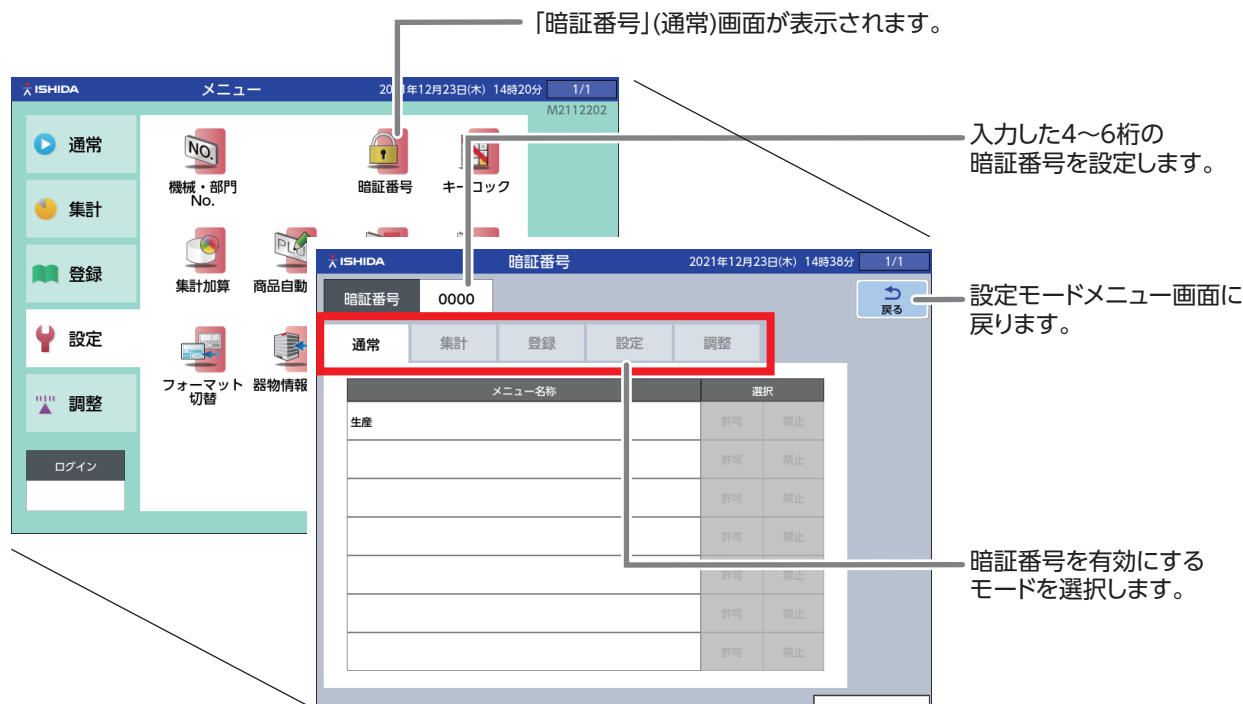 「暗証番号」(通常)画面が表示されます。
ISHIDA
メニュー
2021年12月23日(木) 14時20分
1/1
M2112202
通常
集計
登録
設定
調整
ログイン
機械・部門
No.
暗証番号
キーロック
集計加算
商品自動
フォーマット
切替
器物情報
NO.
PLU
入力した4～6桁の
暗証番号を設定します。
ISHIDA
暗証番号
2021年12月23日(木) 14時38分
1/1
暗証番号
0000
戻る
設定モードメニュー画面に
戻ります。
通常
集計
登録
設定
調整
メニュー名称
選択
生産
許可
禁止
許可
禁止
許可
禁止
許可
禁止
許可
禁止
許可
禁止
許可
禁止
暗証番号を有効にする
モードを選択します。